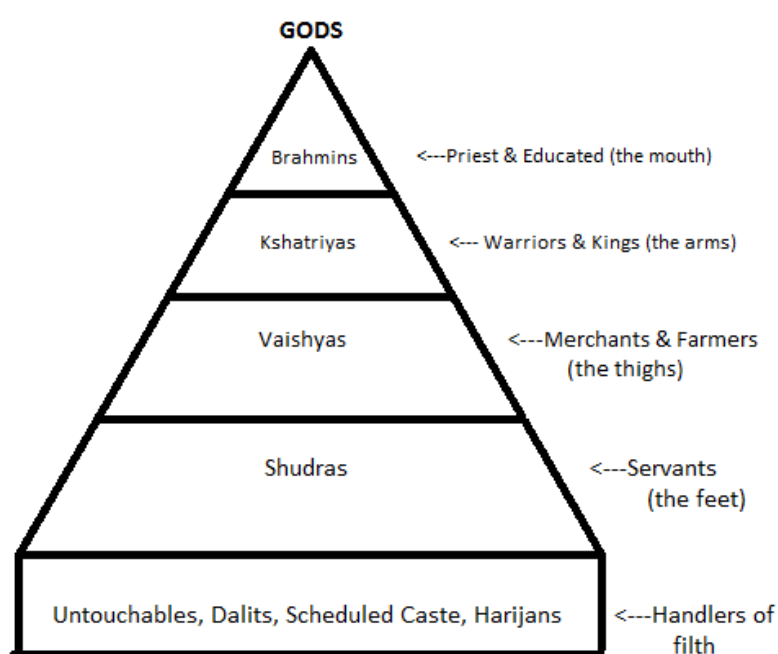 GODS
Brahmins <---Priest & Educated (the mouth)
Kshatriyas <--- Warriors & Kings (the arms)
Vaishyas <---Merchants & Farmers
(the thighs)
Shudras <---Servants
(the feet)
Untouchables, Dalits, Scheduled Caste, Harijans <---Handlers of
filth